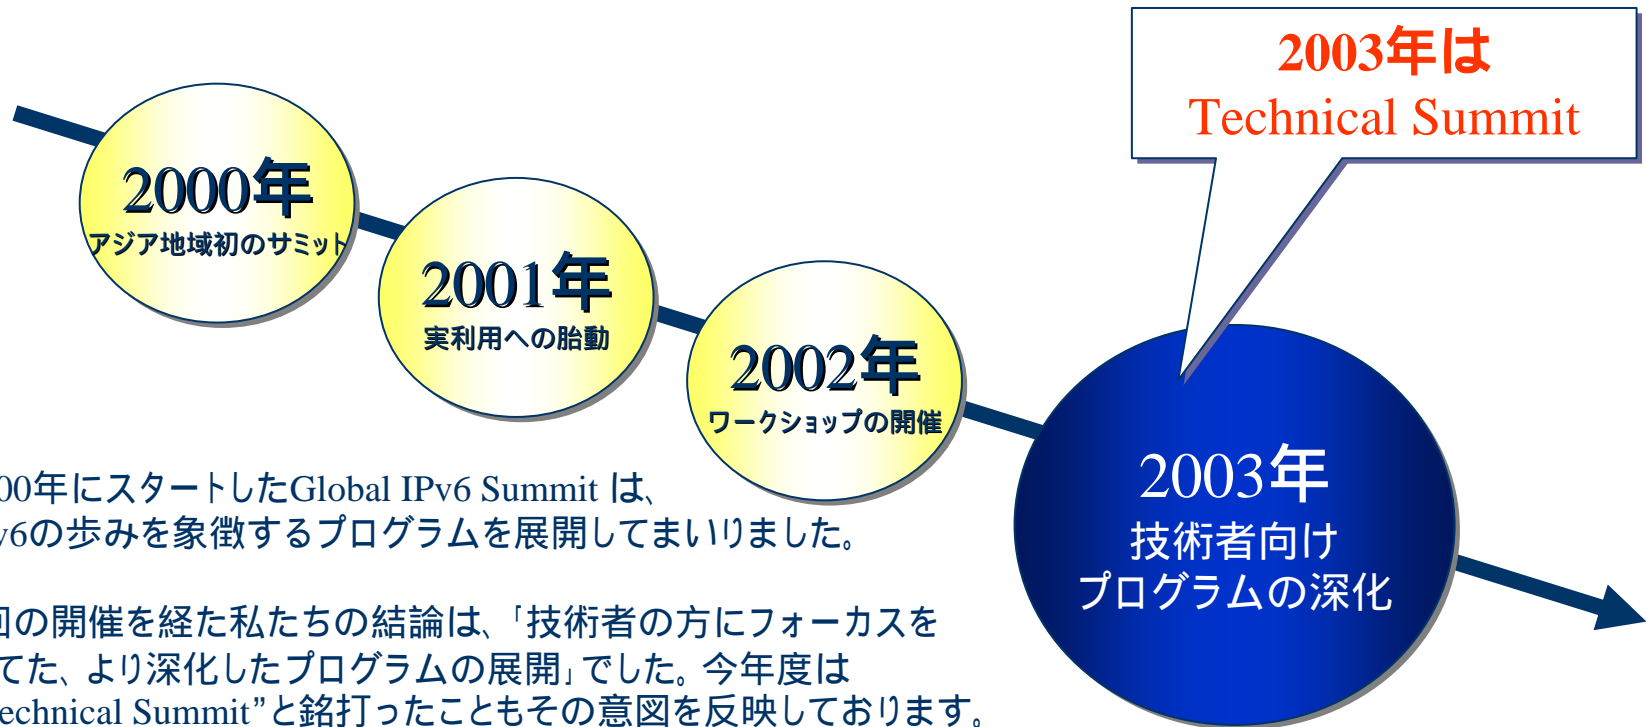 2003年は
Technical Summit
2000年
アジア地域初のサミット
2001年
実利用への胎動
2002年
ワークショップの開催
2003年
技術者向け
プログラムの深化
00年にスタートしたGlobal IPv6 Summit は、
v6の歩みを象徴するプログラムを展開してまいりました。
回の開催を経た私たちの結論は、「技術者の方にフォーカスを
てた、より深化したプログラムの展開」でした。今年度は
echnical Summit”と銘打ったこともその意図を反映しております。